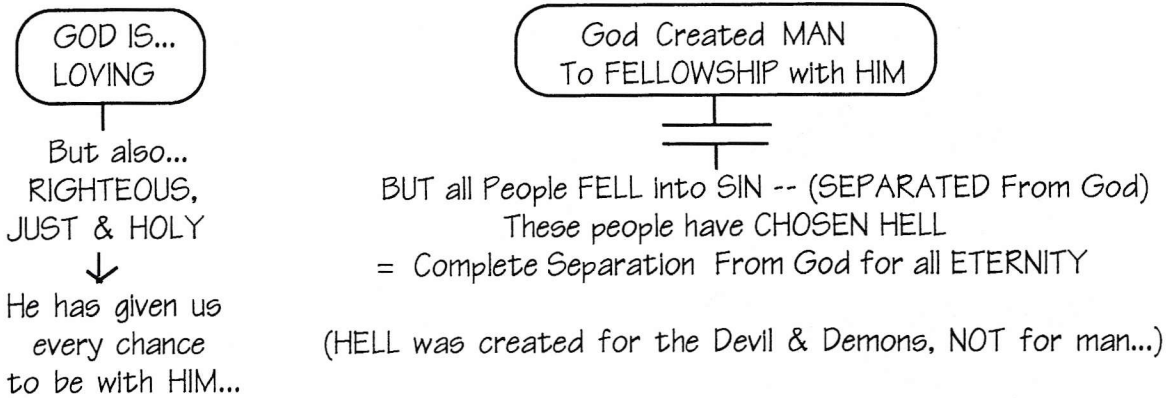 GOD IS...
LOVING
But also...
RIGHTEOUS,
JUST & HOLY
He has given us
every chance
to be with HIM...
God Created MAN
To FELLOWSHIP with HIM
BUT all People FELL into SIN -- (SEPARATED From God)
These people have CHOSEN HELL
= Complete Separation From God for all ETERNITY
(HELL was created for the Devil & Demons, NOT for man...)